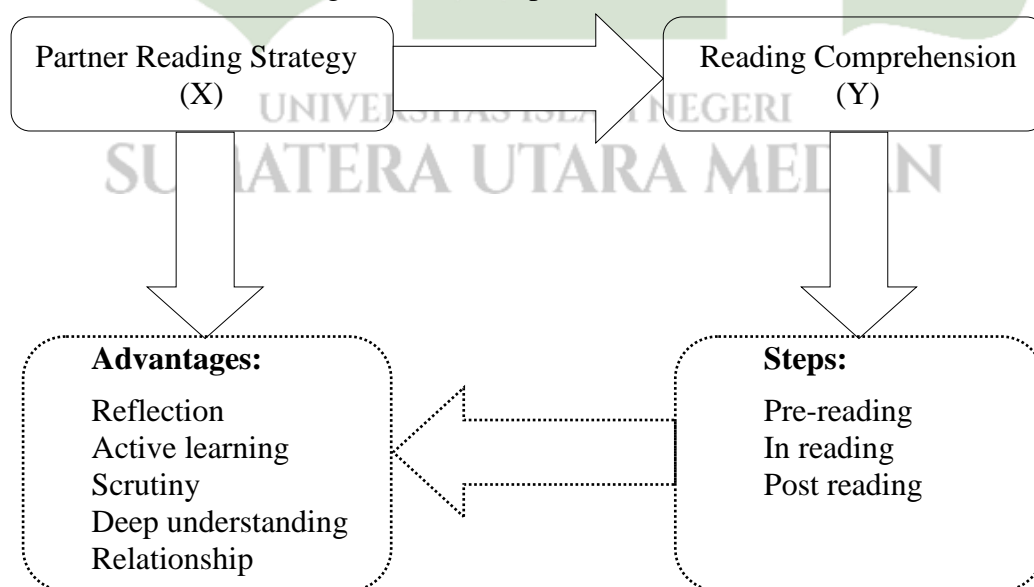 Partner Reading Strategy
(X)
Reading Comprehension
(Y)
UNIVERSITAS ISLAM NEGERI
SUMATERA UTARA MEDAN
Advantages:
Reflection
Active learning
Scrutiny
Deep understanding
Relationship
Steps:
Pre-reading
In reading
Post reading